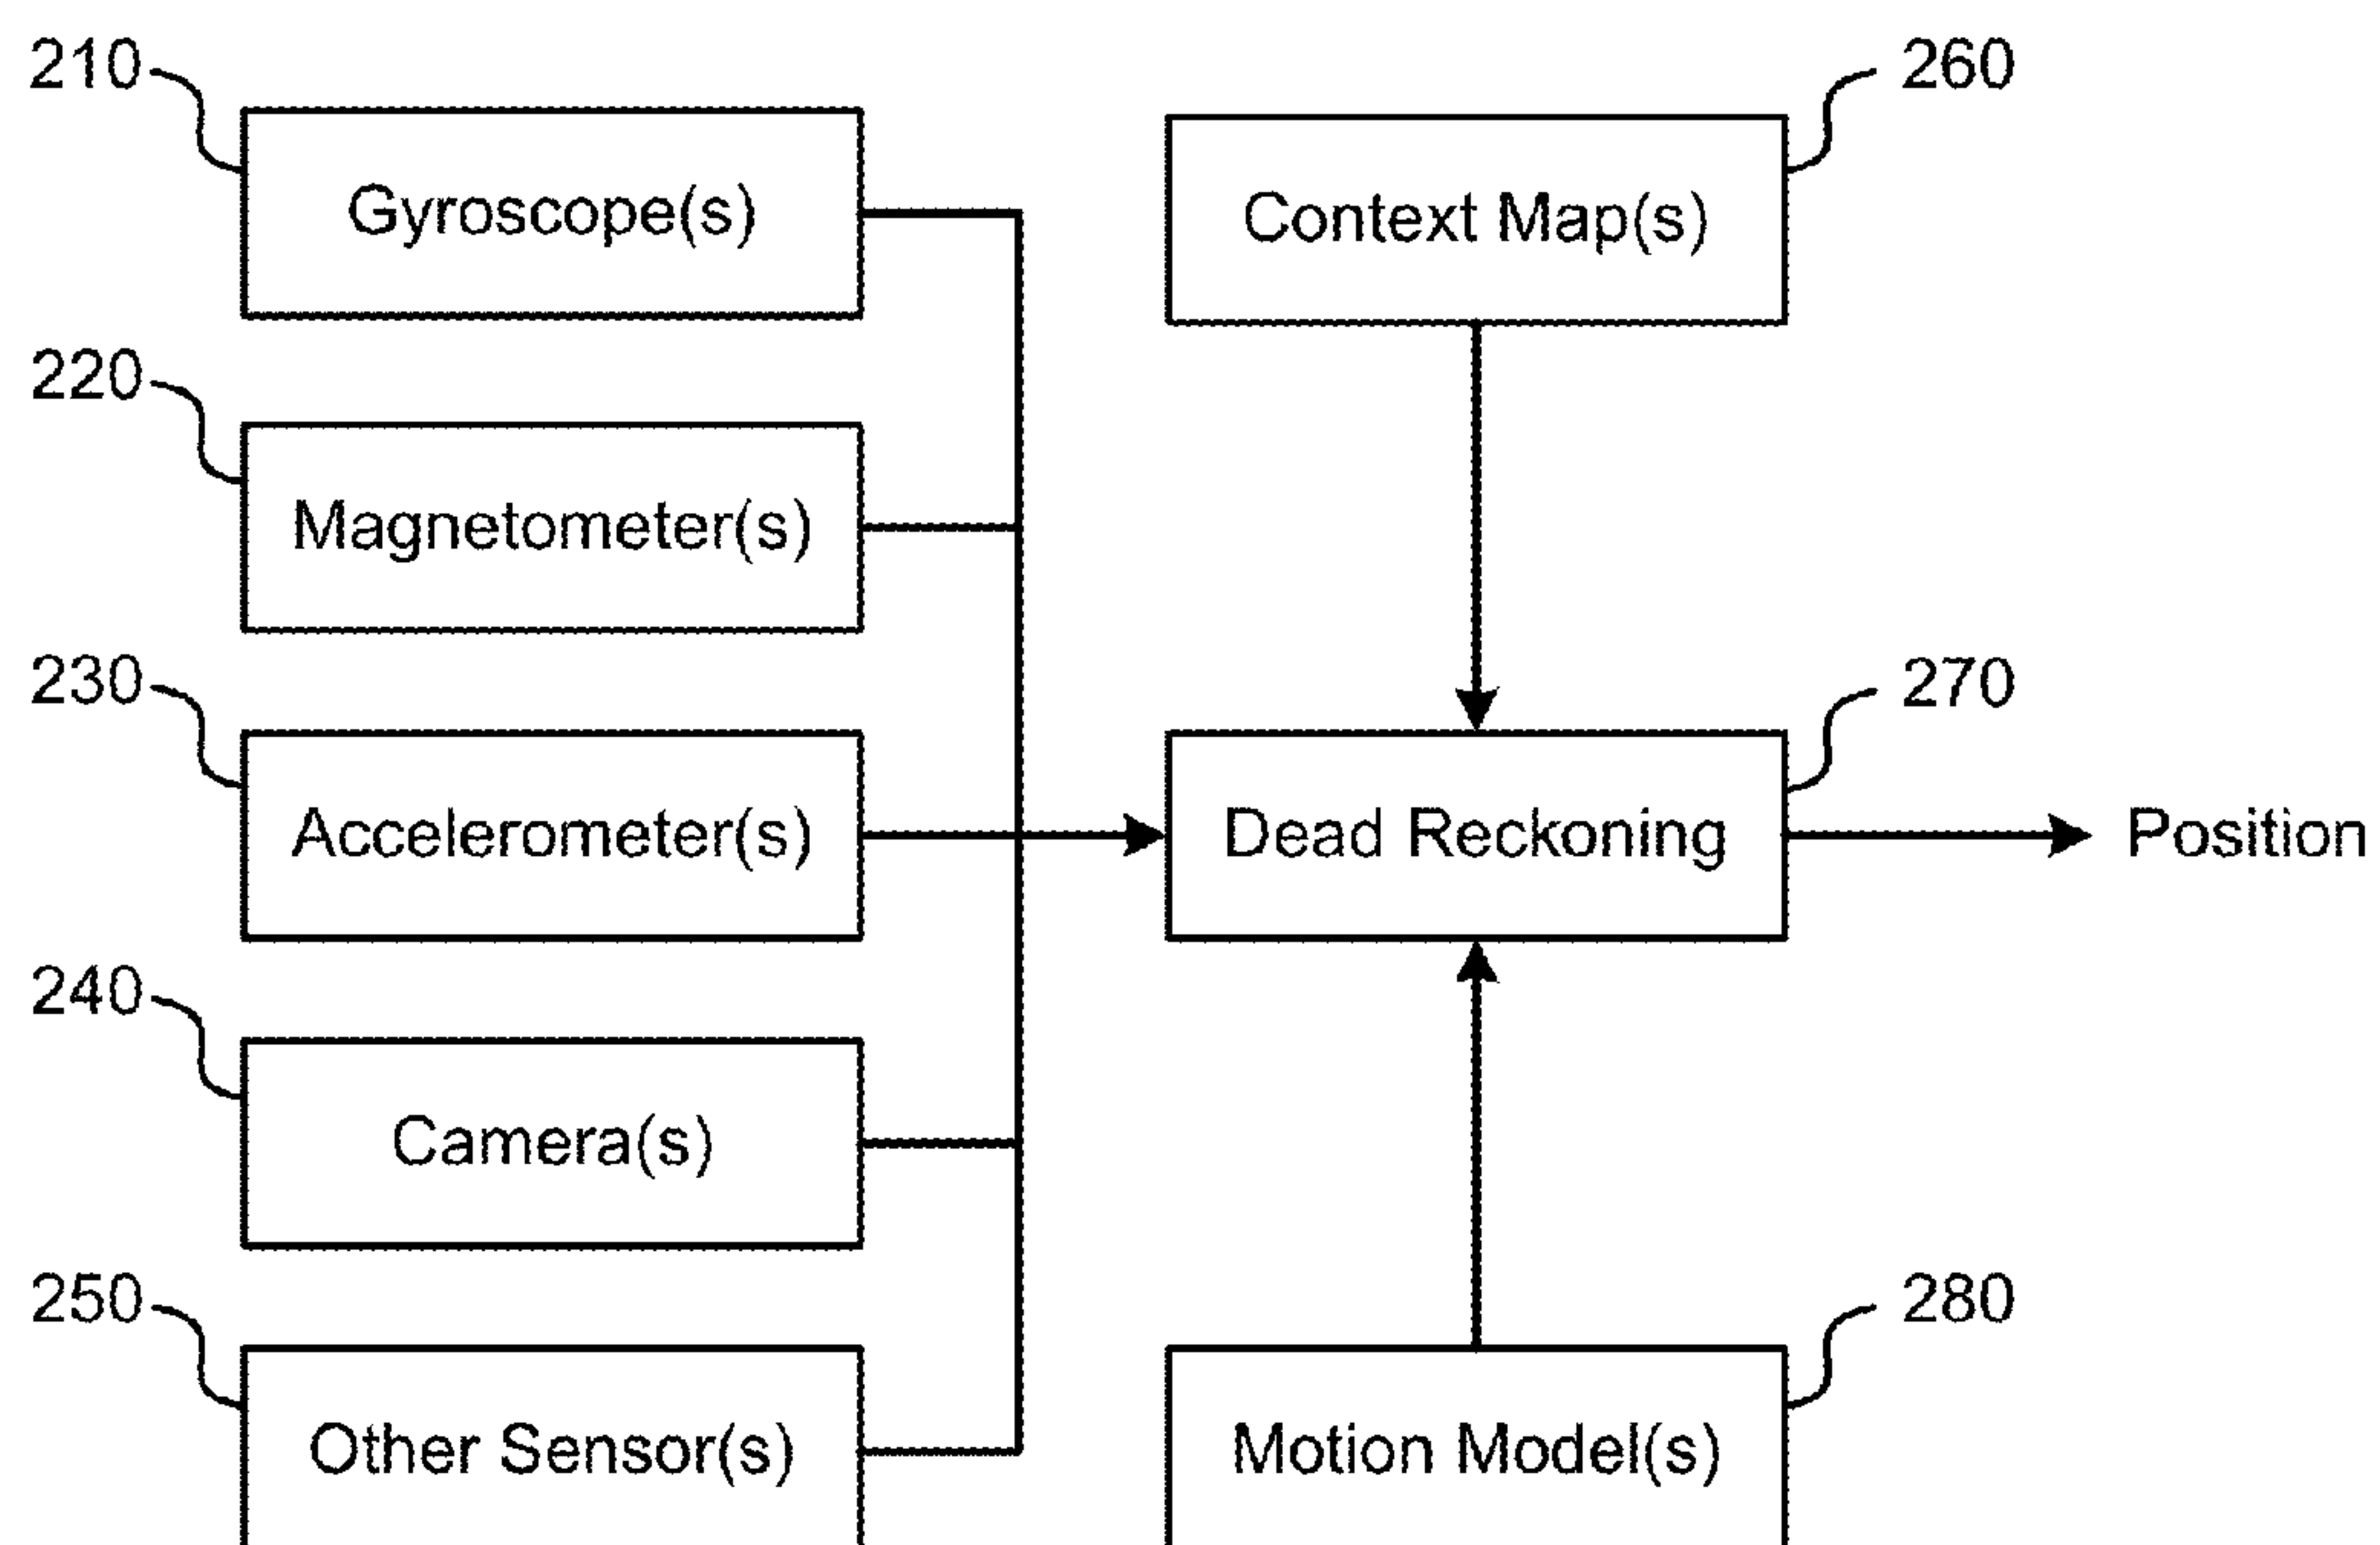 210
Gyroscope(s)
260
Context Map(s)
220
Magnetometer(s)
230
Accelerometer(s)
270
Dead Reckoning
Position
240
Camera(s)
250
Other Sensor(s)
280
Motion Model(s)